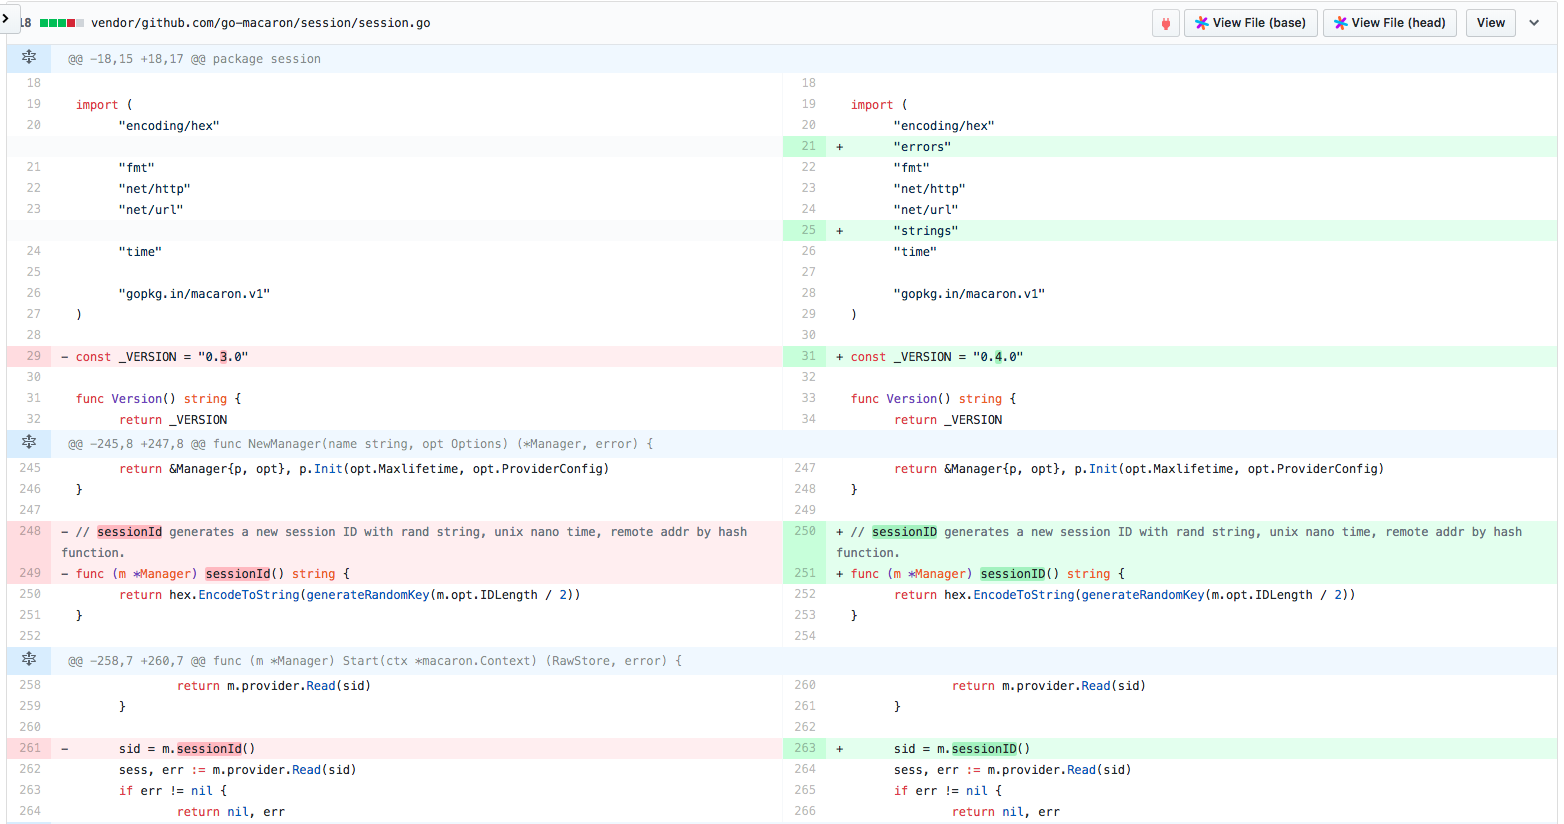 18 vendor/github.com/go-macaron/session/session.go View File (base) View File (head) View
@@ -18,15 +18,17 @@ package session
18
19 import (
20 "encoding/hex"
21 "fmt"
22 "net/http"
23 "net/url"
24 "time"
25
26 "gopkg.in/macaron.v1"
27 )
28
29 - const _VERSION = "0.3.0"
30
31 func Version() string {
32 return _VERSION
18
19 import (
20 "encoding/hex"
21 + "errors"
22 "fmt"
23 "net/http"
24 "net/url"
25 + "strings"
26 "time"
27
28 "gopkg.in/macaron.v1"
29 )
30
31 + const _VERSION = "0.4.0"
32
33 func Version() string {
34 return _VERSION
@@ -245,8 +247,8 @@ func NewManager(name string, opt Options) (*Manager, error) {
245 return &Manager{p, opt}, p.Init(opt.Maxlifetime, opt.ProviderConfig)
246 }
247
248 - // sessionId generates a new session ID with rand string, unix nano time, remote addr by hash
function.
249 - func (m *Manager) sessionId() string {
250 return hex.EncodeToString(generateRandomKey(m.opt.IDLength / 2))
251 }
252
247 return &Manager{p, opt}, p.Init(opt.Maxlifetime, opt.ProviderConfig)
248 }
249
250 + // sessionID generates a new session ID with rand string, unix nano time, remote addr by hash
function.
251 + func (m *Manager) sessionID() string {
252 return hex.EncodeToString(generateRandomKey(m.opt.IDLength / 2))
253 }
254
@@ -258,7 +260,7 @@ func (m *Manager) Start(ctx *macaron.Context) (RawStore, error) {
258 return m.provider.Read(sid)
259 }
260
261 - sid = m.sessionId()
262 sess, err := m.provider.Read(sid)
263 if err != nil {
264 return nil, err
260 return m.provider.Read(sid)
261 }
262
263 + sid = m.sessionID()
264 sess, err := m.provider.Read(sid)
265 if err != nil {
266 return nil, err